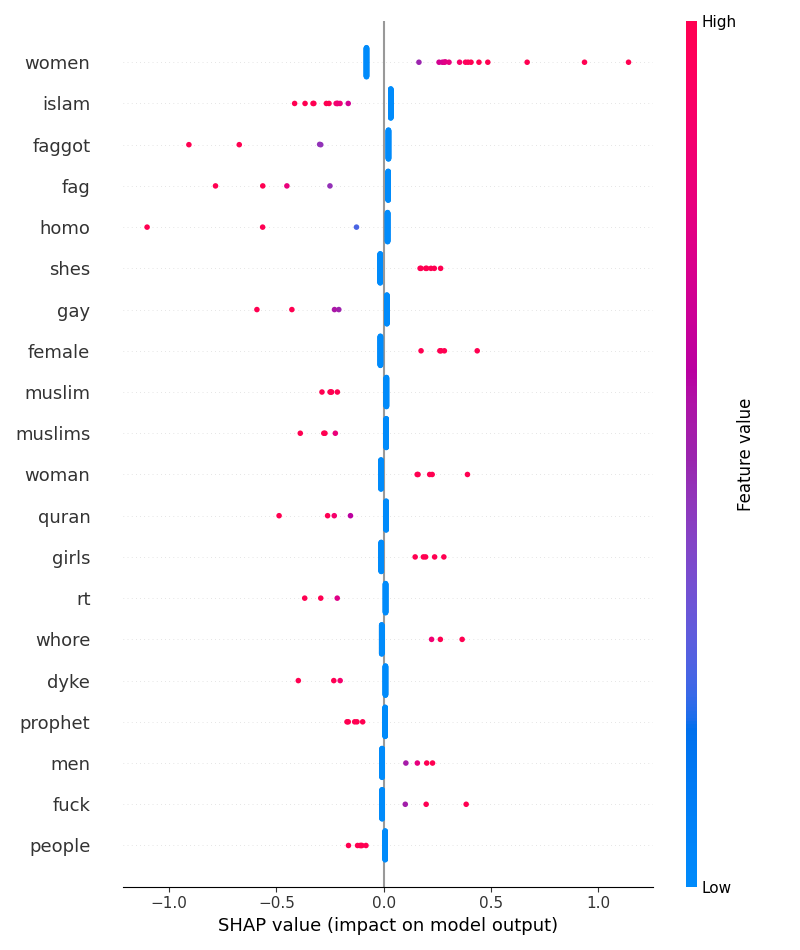 High
women
islam
faggot
fag
homo
shes
gay
female
muslim
muslims
woman
quran
girls
rt
whore
dyke
prophet
men
fuck
people
Feature value
Low
−1.0 −0.5 0.0 0.5 1.0
SHAP value (impact on model output)